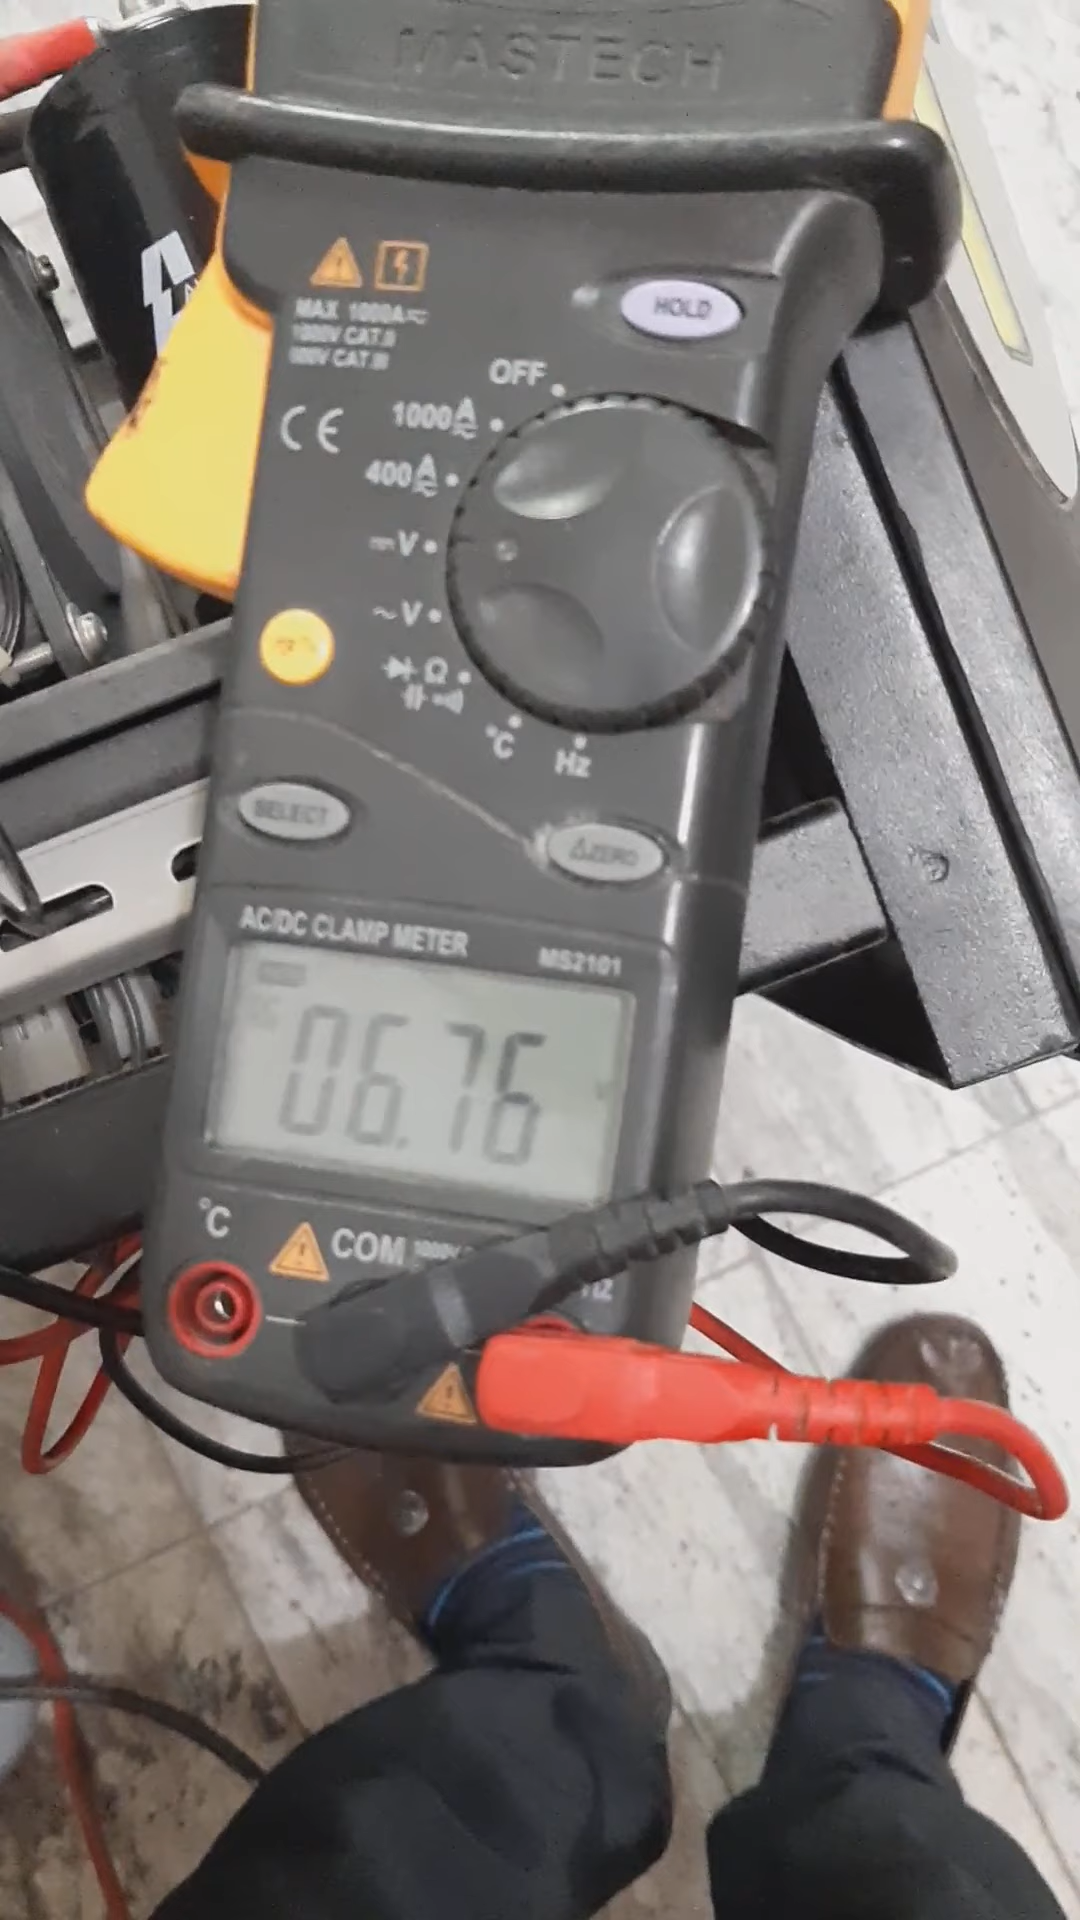 MASTECH
HOLD
MAX 1000A
1000V CAT.II
CAT.III
OFF
1000A
400A
CE
V
~V
Ω
°C
Hz
SELECT
ΔZERO
AC/DC CLAMP METER
MS2101
06.76
°C
COM
Hz